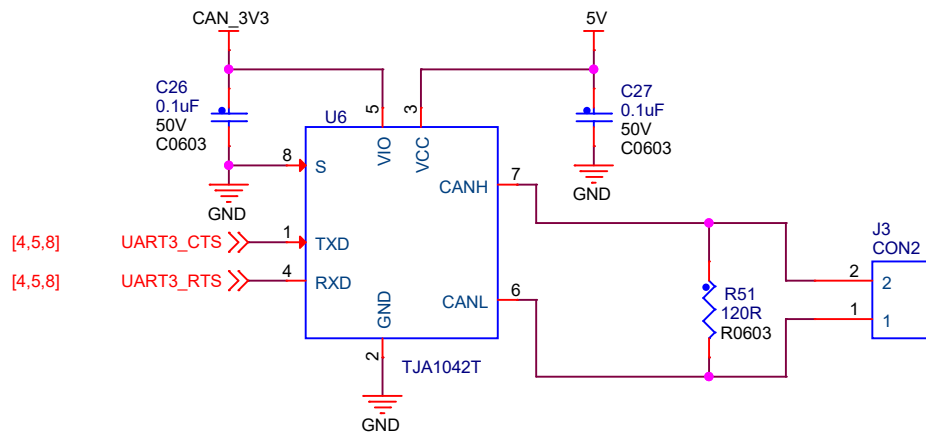 CAN_3V3
5V
C26
0.1uF
50V
C0603
C27
0.1uF
50V
C0603
U6
5
3
VIO
VCC
8
S
GND
GND
CANH
7
[4,5,8]
UART3_CTS
1
TXD
[4,5,8]
UART3_RTS
4
RXD
CANL
6
GND
2
TJA1042T
GND
R51
120R
R0603
J3
CON2
2
2
1
1